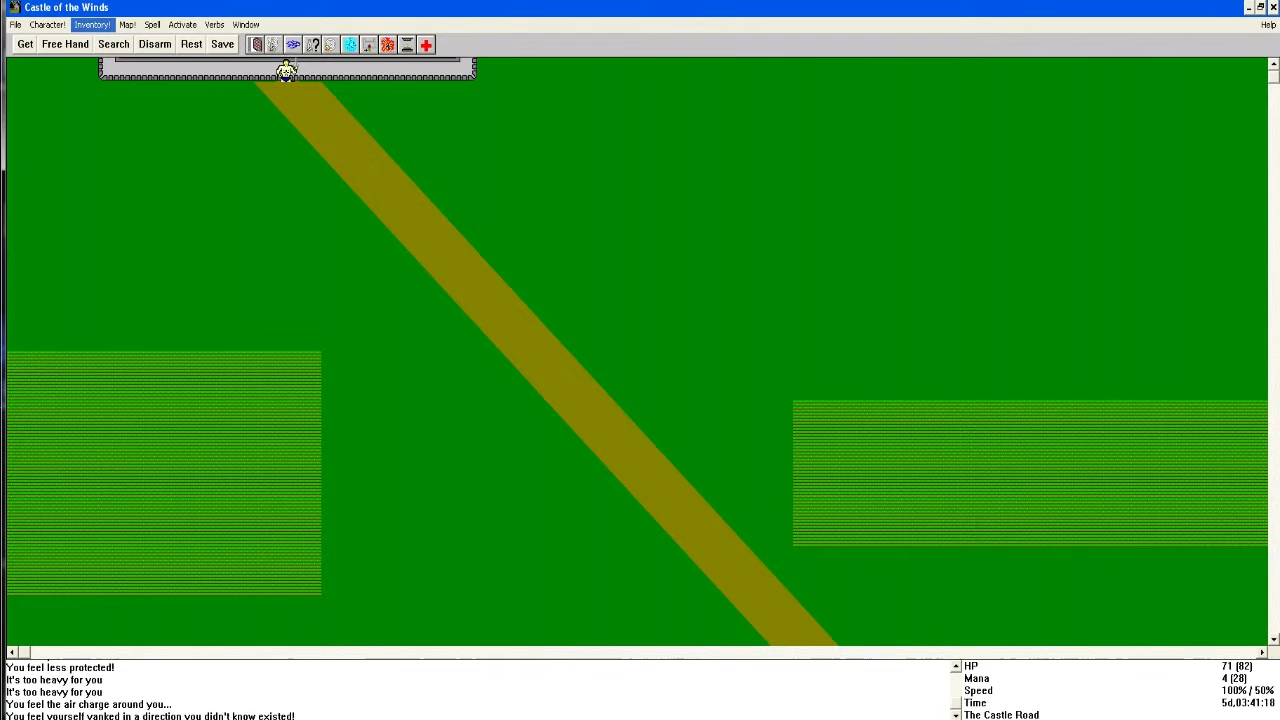 Castle of the Winds
File Character! Inventory! Map! Spell Activate Verbs Window Help
Get Free Hand Search Disarm Rest Save
You feel less protected!
It's too heavy for you
It's too heavy for you
You feel the air charge around you...
You feel yourself yanked in a direction you didn't know existed!
HP 71 (82)
Mana 4 (28)
Speed 100% / 50%
Time 5d,03:41:18
The Castle Road